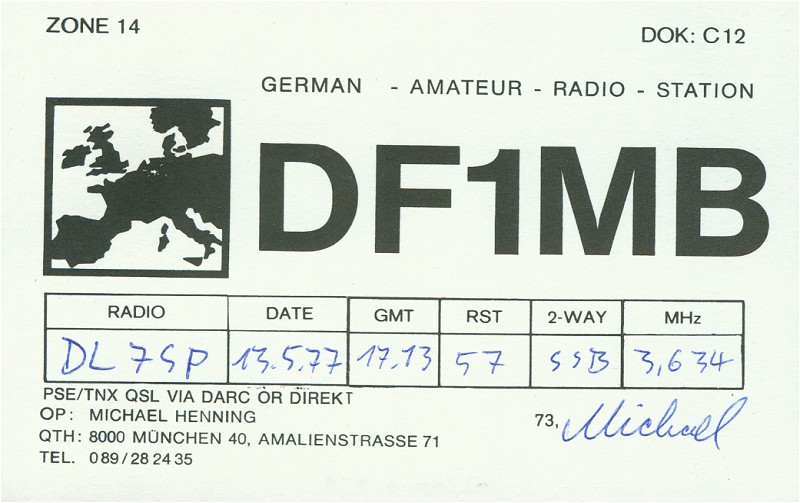 ZONE 14
DOK: C12
GERMAN - AMATEUR - RADIO - STATION
DF1MB
RADIO DATE GMT RST 2-WAY MHz
DL7SP 13.5.77 17.13 57 SSB 3,634
PSE/TNX QSL VIA DARC OR DIREKT
OP: MICHAEL HENNING
QTH: 8000 MÜNCHEN 40, AMALIENSTRASSE 71
TEL. 089/28 24 35
73, Michael